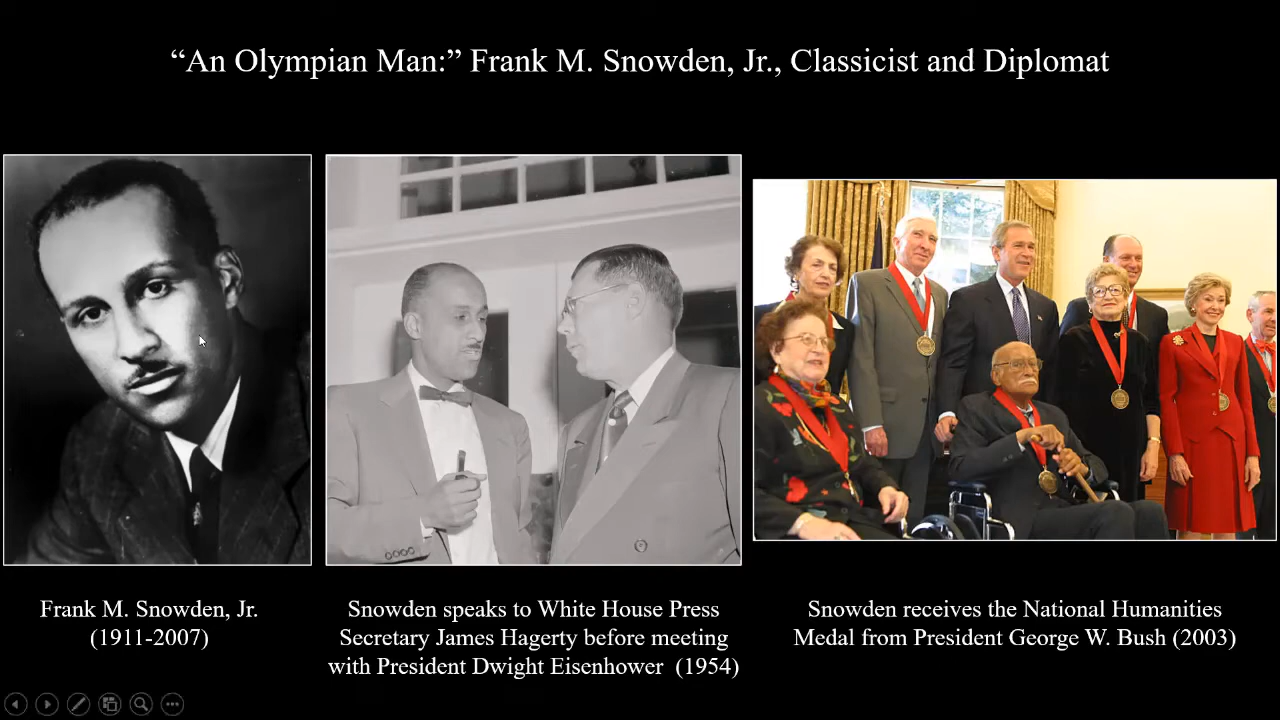 “An Olympian Man:” Frank M. Snowden, Jr., Classicist and Diplomat
Frank M. Snowden, Jr.
(1911-2007)
Snowden speaks to White House Press
Secretary James Hagerty before meeting
with President Dwight Eisenhower (1954)
Snowden receives the National Humanities
Medal from President George W. Bush (2003)